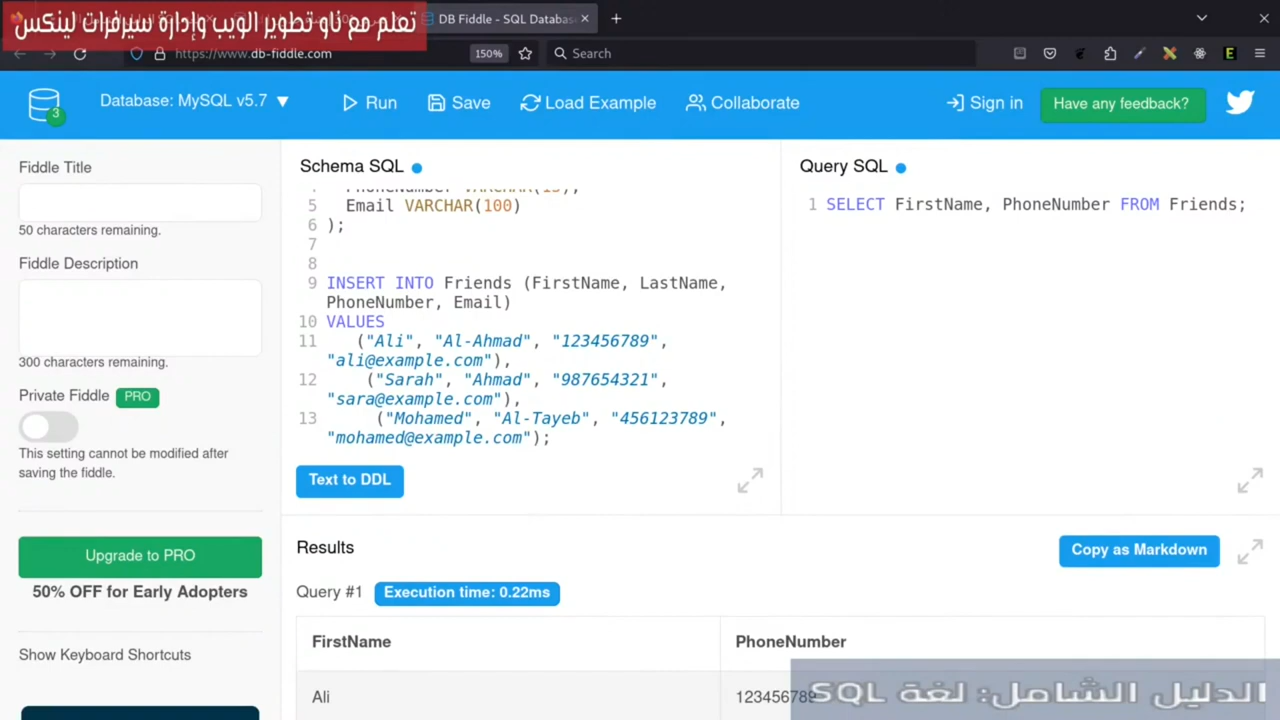 تعلم مع ناو تطوير الويب وإدارة سيرفرات لينكس
DB Fiddle - SQL Databas
https://www.db-fiddle.com
150%
Search
3
Database: MySQL v5.7 ▼
Run
Save
Load Example
Collaborate
Sign in
Have any feedback?
Fiddle Title
50 characters remaining.
Fiddle Description
300 characters remaining.
Private Fiddle PRO
This setting cannot be modified after
saving the fiddle.
Upgrade to PRO
50% OFF for Early Adopters
Show Keyboard Shortcuts
Schema SQL
4 PhoneNumber VARCHAR(15),
5 Email VARCHAR(100)
6 );
7
8
9 INSERT INTO Friends (FirstName, LastName,
PhoneNumber, Email)
10 VALUES
11 ("Ali", "Al-Ahmad", "123456789",
"ali@example.com"),
12 ("Sarah", "Ahmad", "987654321",
"sara@example.com"),
13 ("Mohamed", "Al-Tayeb", "456123789",
"mohamed@example.com");
Text to DDL
Query SQL
1 SELECT FirstName, PhoneNumber FROM Friends;
Results
Copy as Markdown
Query #1 Execution time: 0.22ms
FirstName PhoneNumber
Ali 123456789
الدليل الشامل: لغة SQL